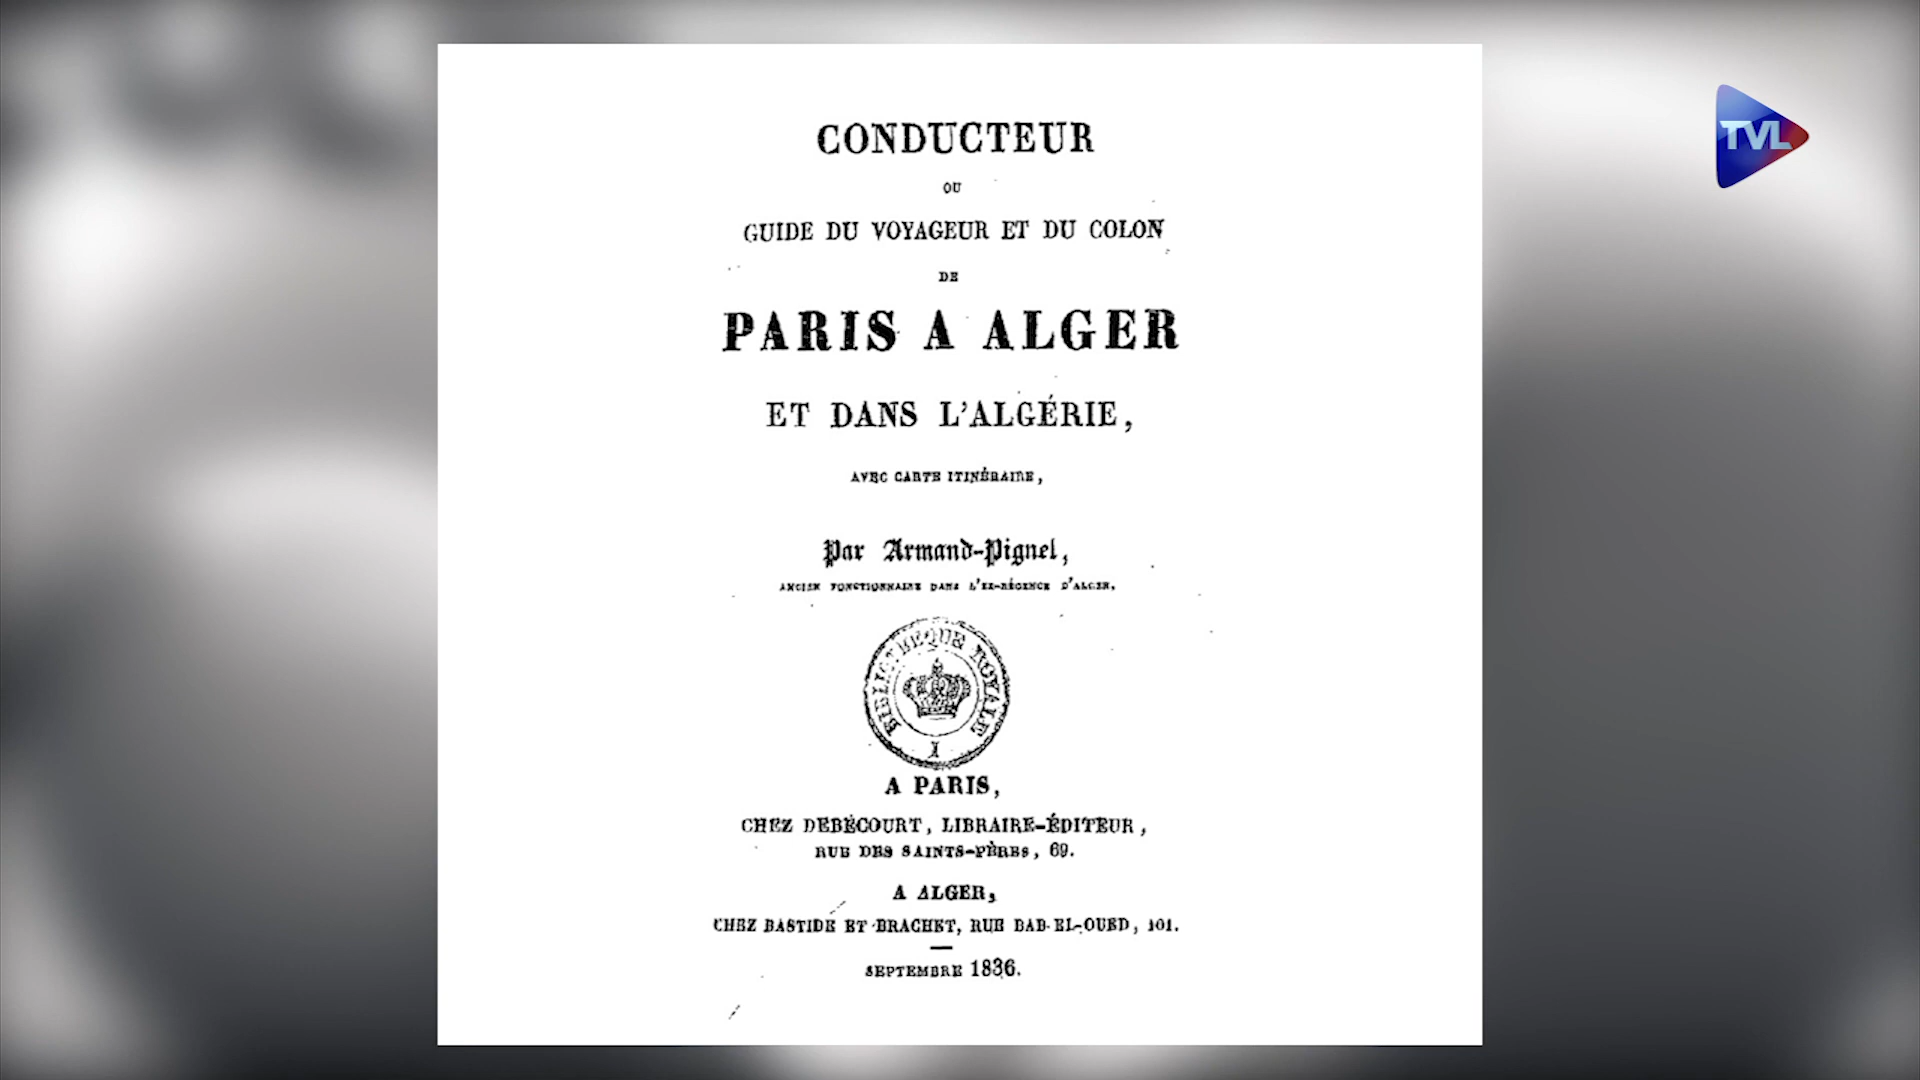 CONDUCTEUR
OU
GUIDE DU VOYAGEUR ET DU COLON
DE
PARIS A ALGER
ET DANS L'ALGÉRIE,
AVEC CARTE ITINÉRAIRE,
Par Armand-Pignel,
ANCIEN FONCTIONNAIRE DANS L'EX-RÉGENCE D'ALGER,
BIBLIOTHEQUE ROYALE
I
A PARIS,
CHEZ DEBÉCOURT, LIBRAIRE-ÉDITEUR,
RUE DES SAINTS-PÈRES, 69.
A ALGER,
CHEZ BASTIDE ET BRACHET, RUE BAB-EL-OUED, 101.
SEPTEMBRE 1836.
TVL